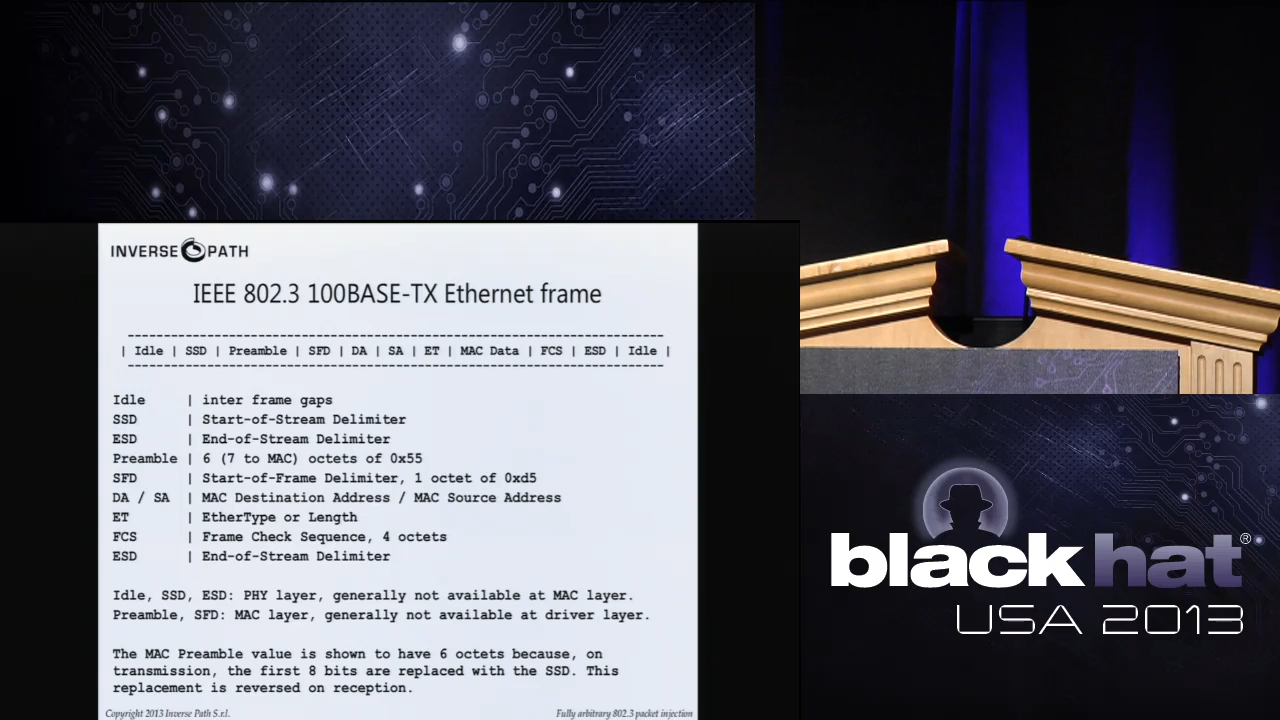 INVERSE PATH
IEEE 802.3 100BASE-TX Ethernet frame
--------------------------------------------------------------------
| Idle | SSD | Preamble | SFD | DA | SA | ET | MAC Data | FCS | ESD | Idle |
--------------------------------------------------------------------
Idle | inter frame gaps
SSD | Start-of-Stream Delimiter
ESD | End-of-Stream Delimiter
Preamble | 6 (7 to MAC) octets of 0x55
SFD | Start-of-Frame Delimiter, 1 octet of 0xd5
DA / SA | MAC Destination Address / MAC Source Address
ET | EtherType or Length
FCS | Frame Check Sequence, 4 octets
ESD | End-of-Stream Delimiter
Idle, SSD, ESD: PHY layer, generally not available at MAC layer.
Preamble, SFD: MAC layer, generally not available at driver layer.
The MAC Preamble value is shown to have 6 octets because, on
transmission, the first 8 bits are replaced with the SSD. This
replacement is reversed on reception.
Copyright 2013 Inverse Path S.r.l.
Fully arbitrary 802.3 packet injection
black hat®
USA 2013